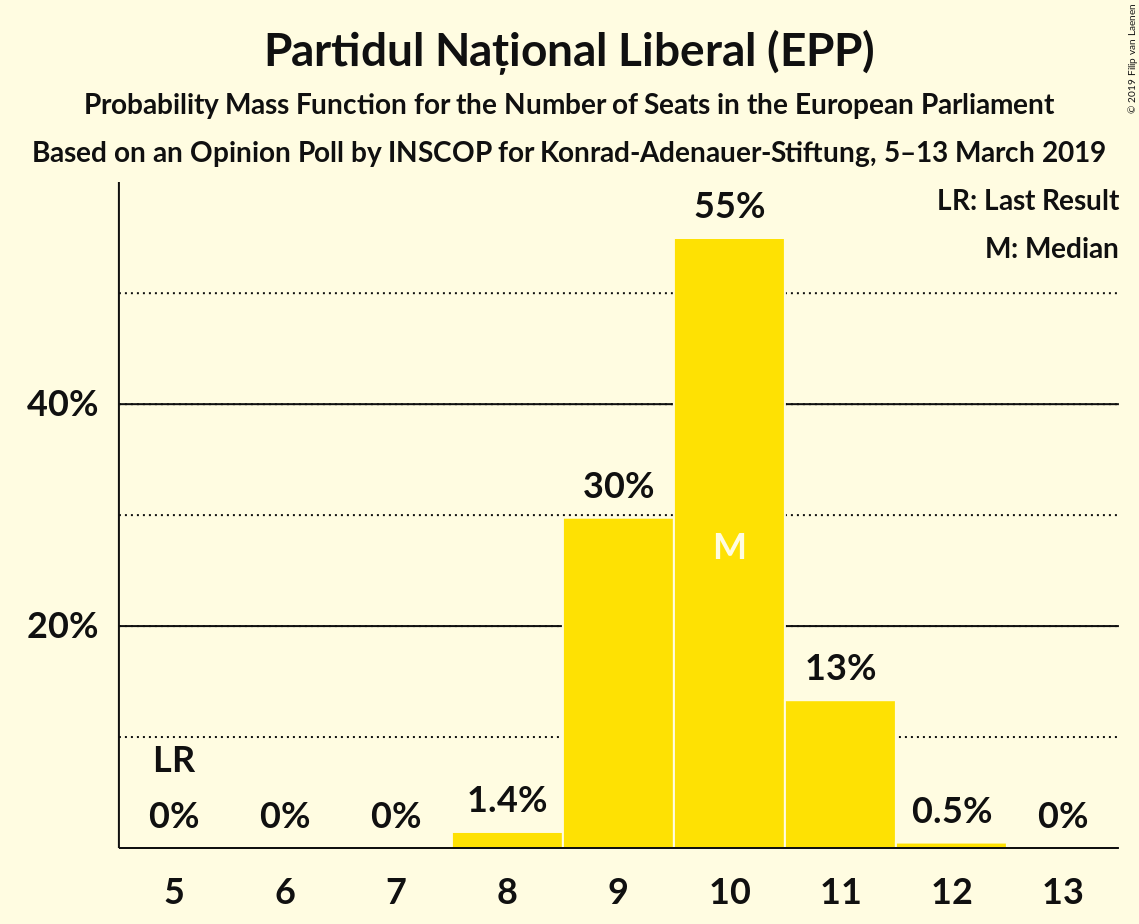 Partidul Național Liberal (EPP)
Probability Mass Function for the Number of Seats in the European Parliament
Based on an Opinion Poll by INSCOP for Konrad-Adenauer-Stiftung, 5–13 March 2019
© 2019 Filip van Laenen
LR: Last Result
M: Median
55%
40%
30%
M
20%
13%
LR
0%
0%
0%
1.4%
0.5%
0%
5 6 7 8 9 10 11 12 13